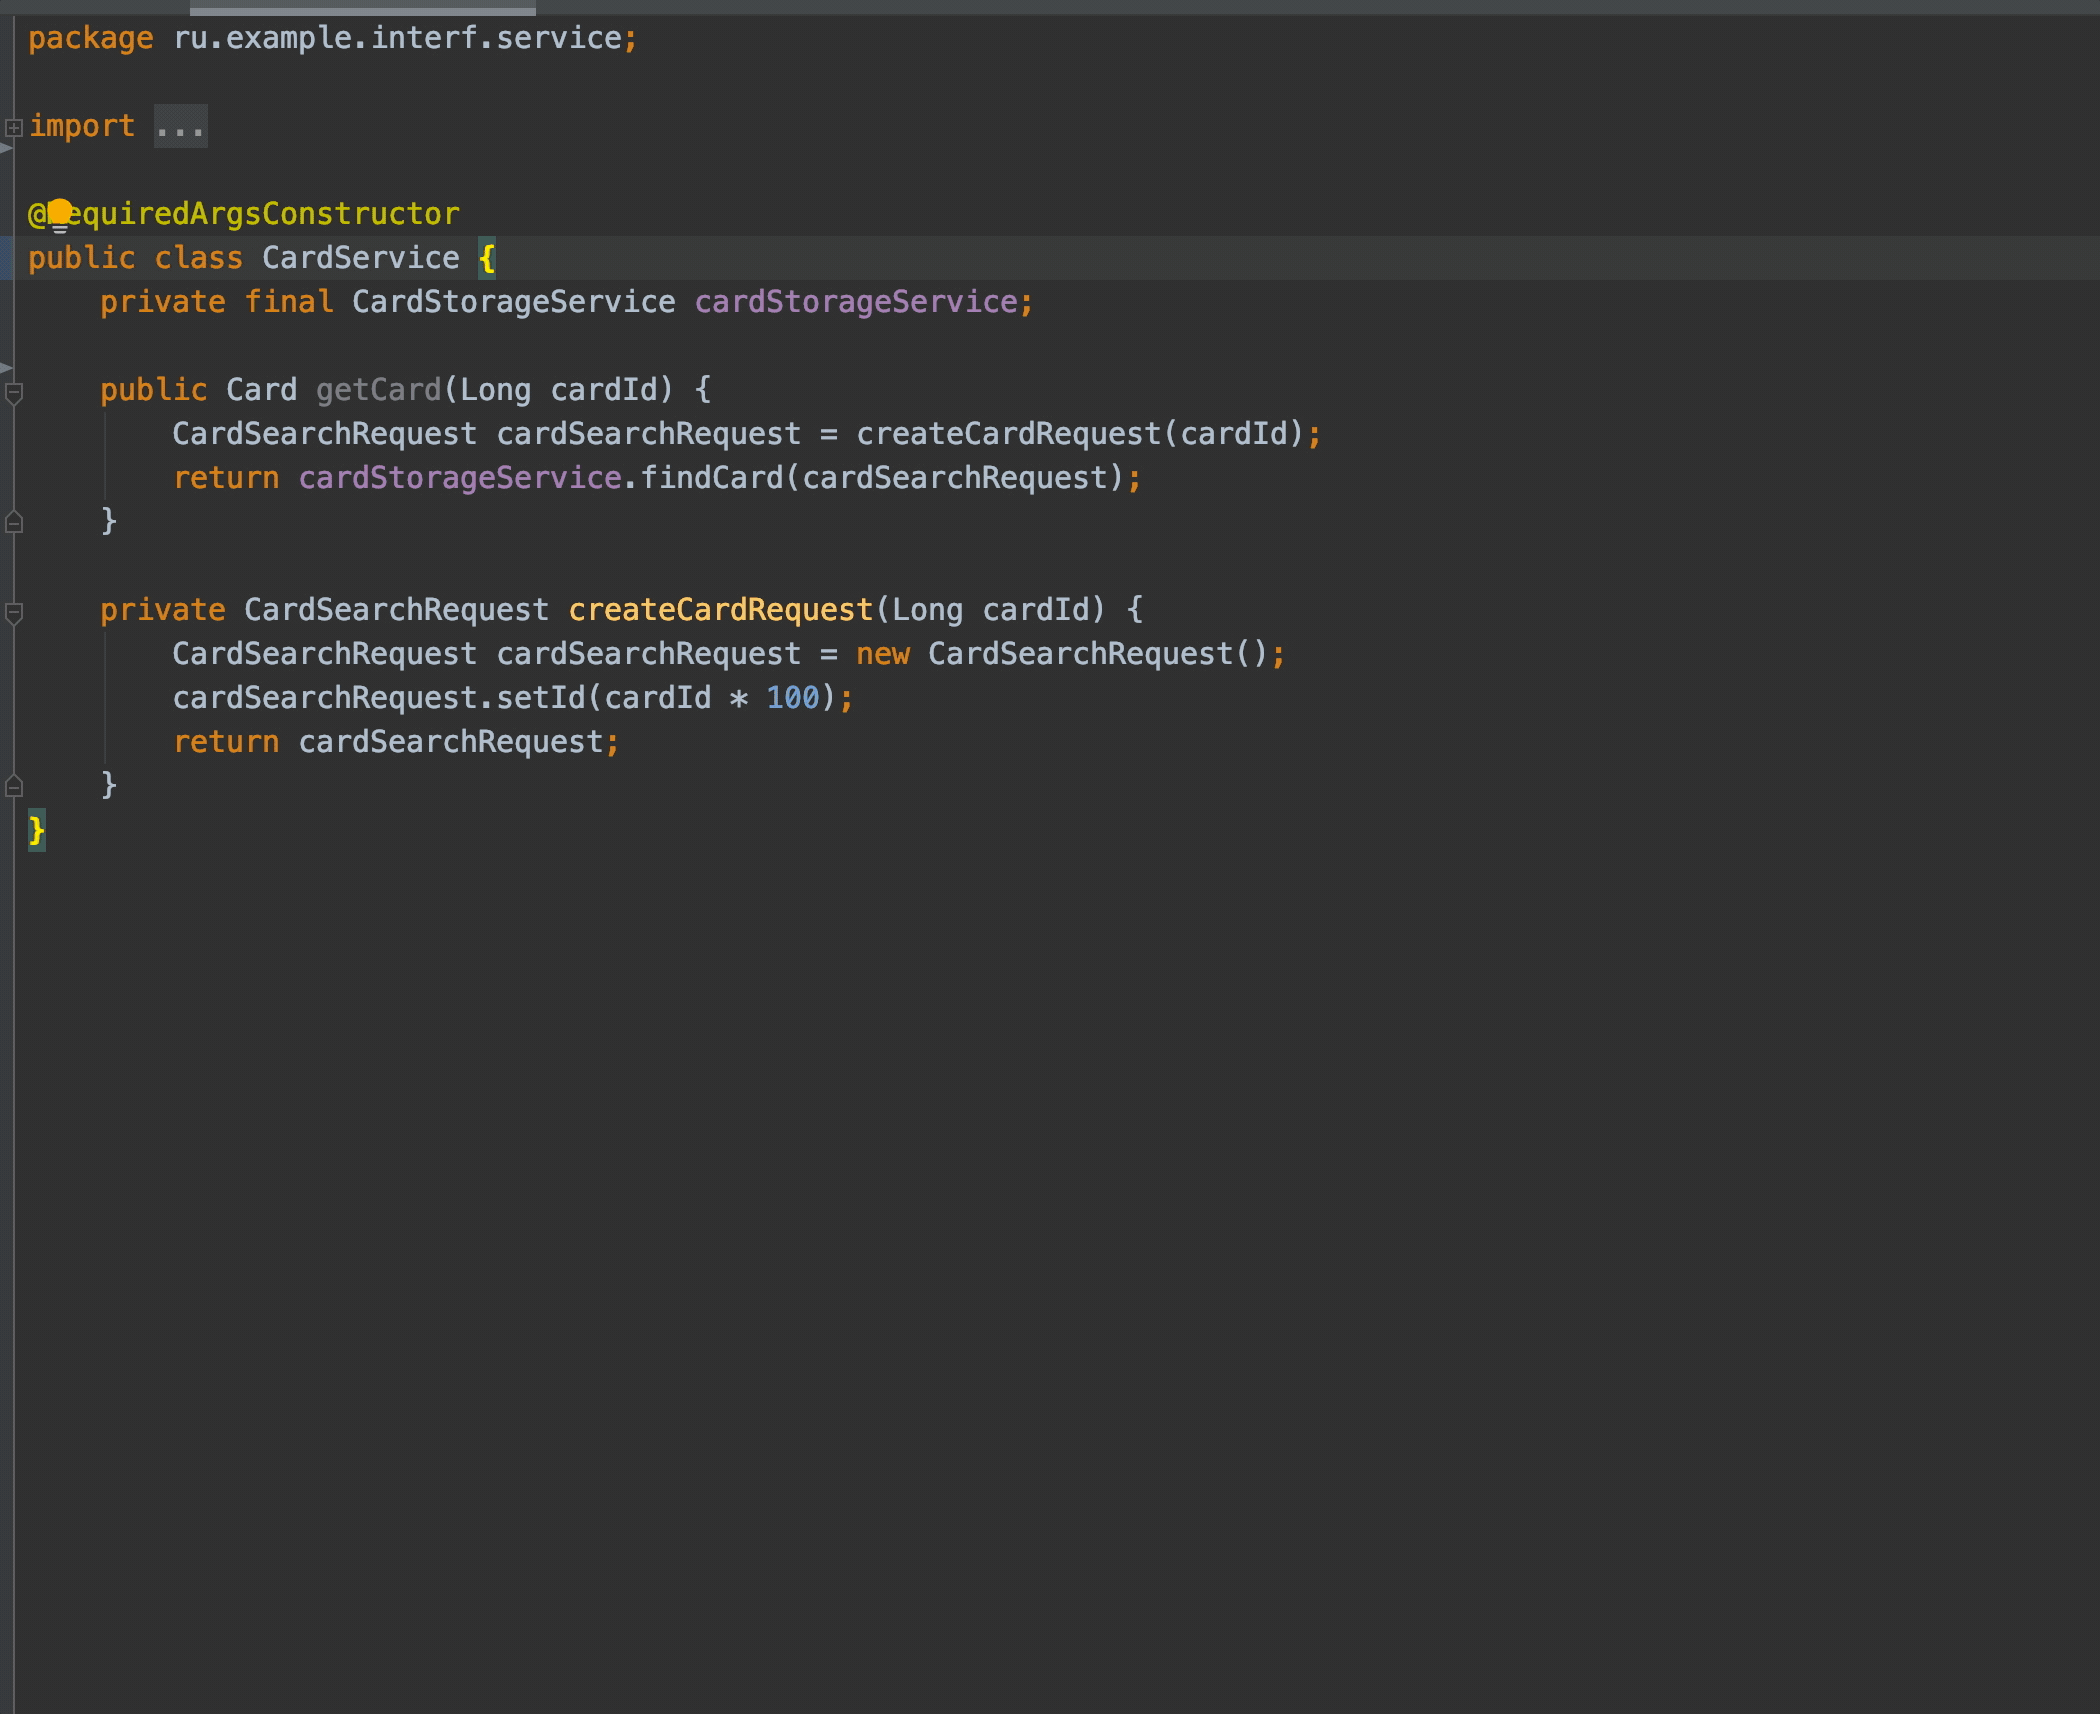 package ru.example.interf.service;
import ...
@RequiredArgsConstructor
public class CardService {
private final CardStorageService cardStorageService;
public Card getCard(Long cardId) {
CardSearchRequest cardSearchRequest = createCardRequest(cardId);
return cardStorageService.findCard(cardSearchRequest);
}
private CardSearchRequest createCardRequest(Long cardId) {
CardSearchRequest cardSearchRequest = new CardSearchRequest();
cardSearchRequest.setId(cardId * 100);
return cardSearchRequest;
}
}